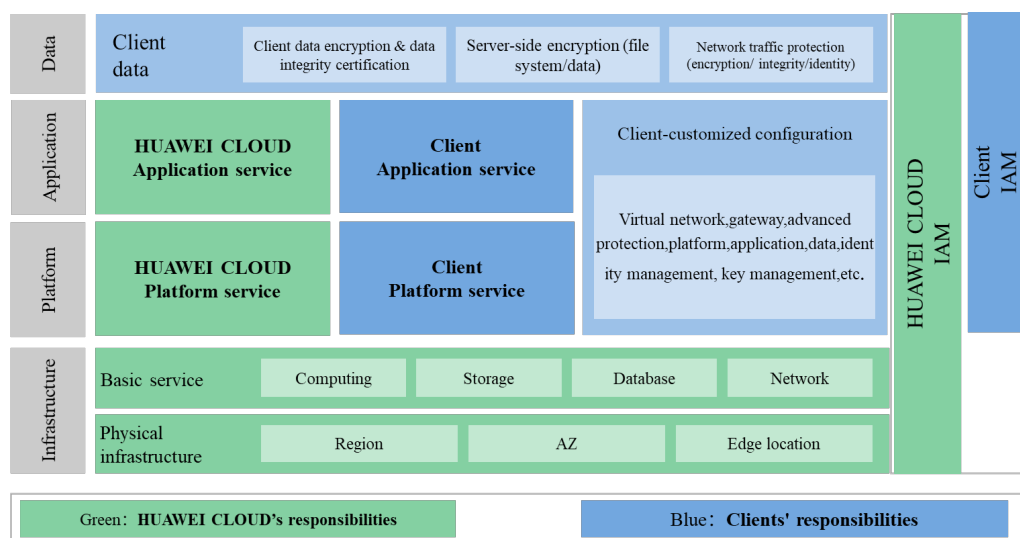 Data
Client
data
Client data encryption & data
integrity certification
Server-side encryption (file
system/data)
Network traffic protection
(encryption/ integrity/identity)
Application
HUAWEI CLOUD
Application service
Client
Application service
Client-customized configuration
Virtual network,gateway,advanced
protection,platform,application,data,ident
ity management, key management,etc.
Platform
HUAWEI CLOUD
Platform service
Client
Platform service
HUAWEI CLOUD
IAM
Client
IAM
Infrastructure
Basic service
Computing
Storage
Database
Network
Physical
infrastructure
Region
AZ
Edge location
Green: HUAWEI CLOUD's responsibilities
Blue: Clients' responsibilities